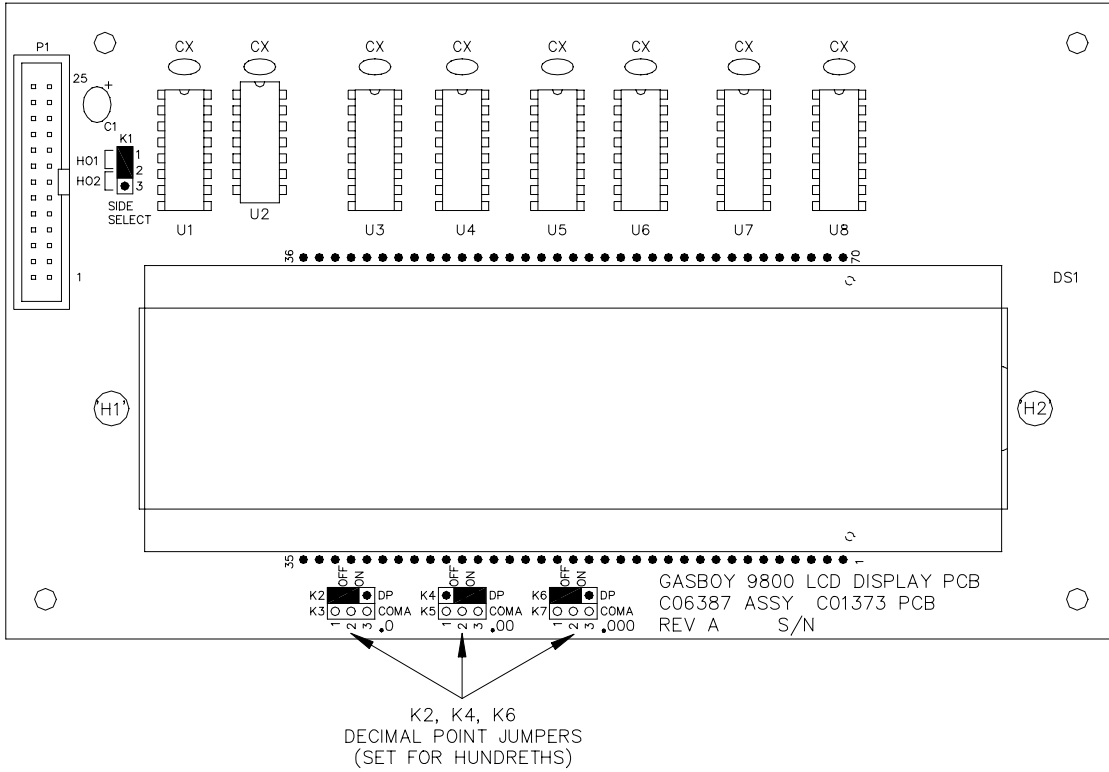 P1
CX CX CX CX CX CX CX CX
25
+
C1
K1
HO1
1
2
HO2
3
SIDE
SELECT
U1 U2 U3 U4 U5 U6 U7 U8
1
36
70
DS1
'H1'
'H2'
35
1
OFF ON OFF ON OFF ON
K2 DP K4 DP K6 DP
K3 COMA K5 COMA K7 COMA
1 2 3 .0 1 2 3 .00 1 2 3 .000
GASBOY 9800 LCD DISPLAY PCB
C06387 ASSY C01373 PCB
REV A S/N
K2, K4, K6
DECIMAL POINT JUMPERS
(SET FOR HUNDRETHS)